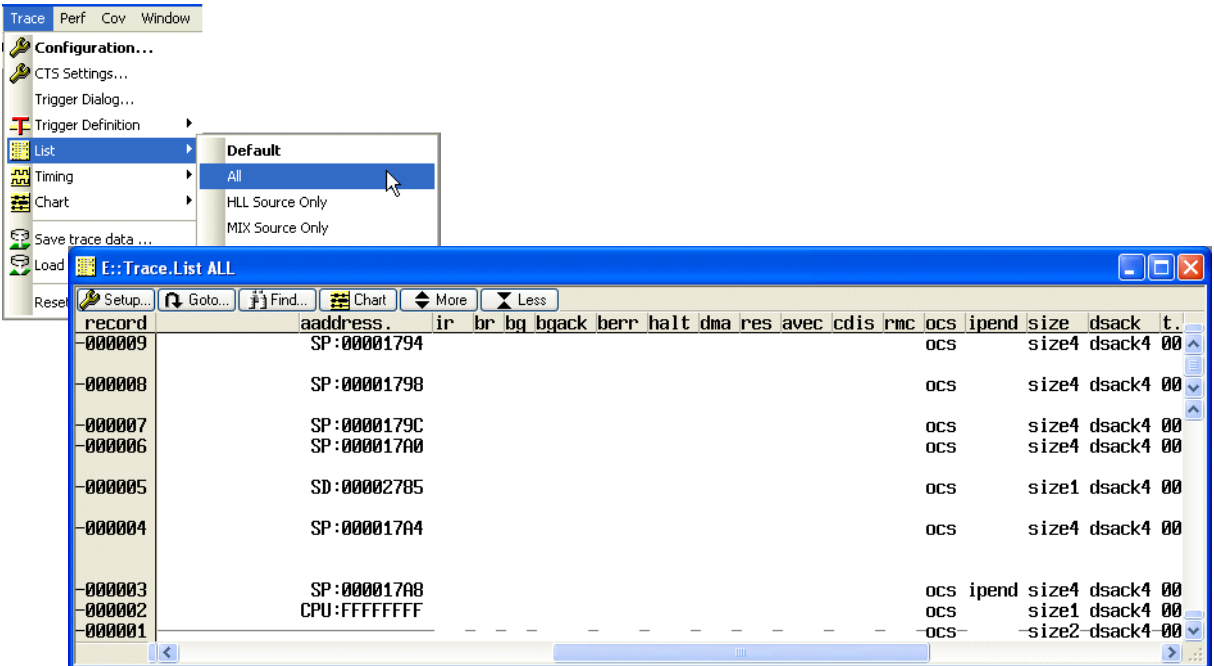 Trace Perf Cov Window
Configuration...
CTS Settings...
Trigger Dialog...
Trigger Definition
List
Default
Timing
All
Chart
HLL Source Only
MIX Source Only
Save trace data ...
Load
Reset
E::Trace.List ALL
Setup... Goto... Find... Chart More Less
record aaddress. ir br bg bgack berr halt dma res avec cdis rmc ocs ipend size dsack t.
-000009 SP:00001794 ocs size4 dsack4 00
-000008 SP:00001798 ocs size4 dsack4 00
-000007 SP:0000179C ocs size4 dsack4 00
-000006 SP:000017A0 ocs size4 dsack4 00
-000005 SD:00002785 ocs size1 dsack4 00
-000004 SP:000017A4 ocs size4 dsack4 00
-000003 SP:000017A8 ocs ipend size4 dsack4 00
-000002 CPU:FFFFFFFF ocs size1 dsack4 00
-000001 ocs size2 dsack4 00